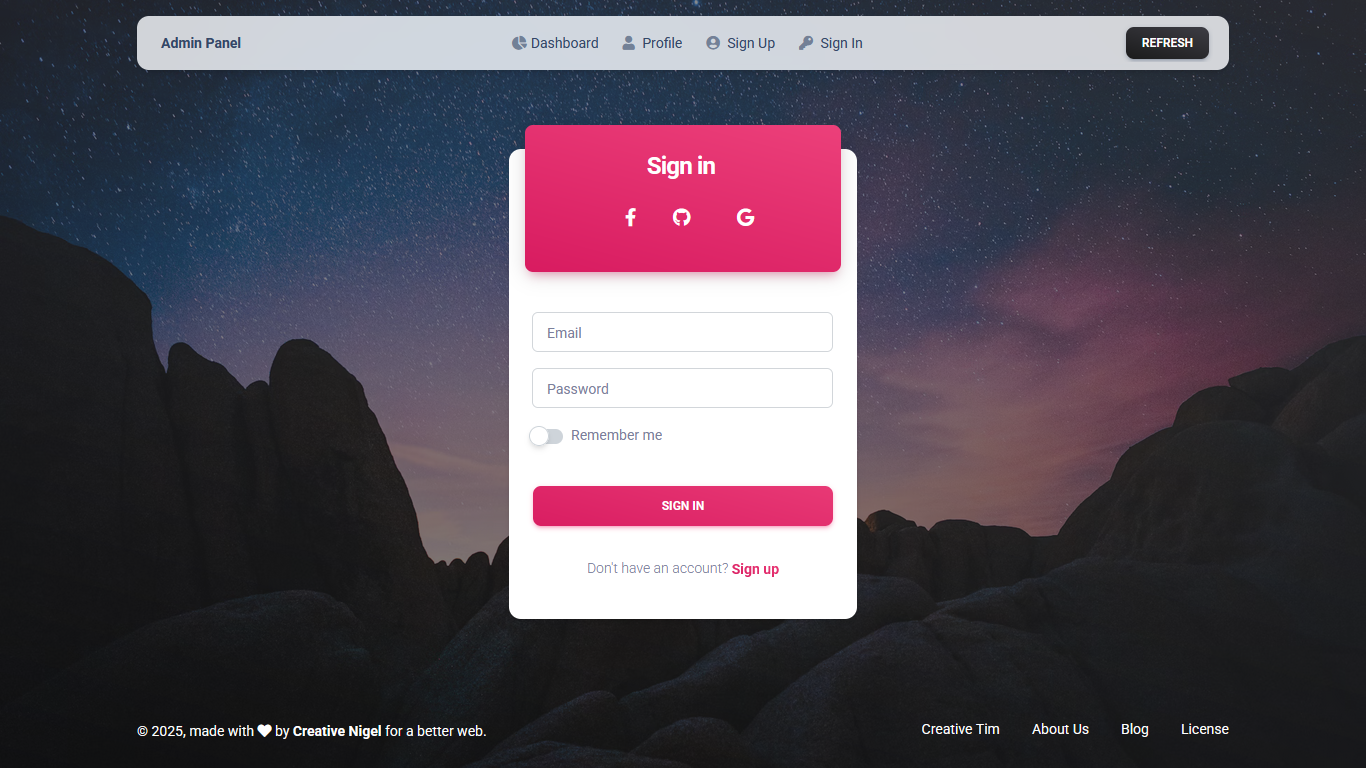 Admin Panel Dashboard Profile Sign Up Sign In REFRESH
Sign in
Email
Password
Remember me
SIGN IN
Don't have an account? Sign up
© 2025, made with by Creative Nigel for a better web.
Creative Tim About Us Blog License